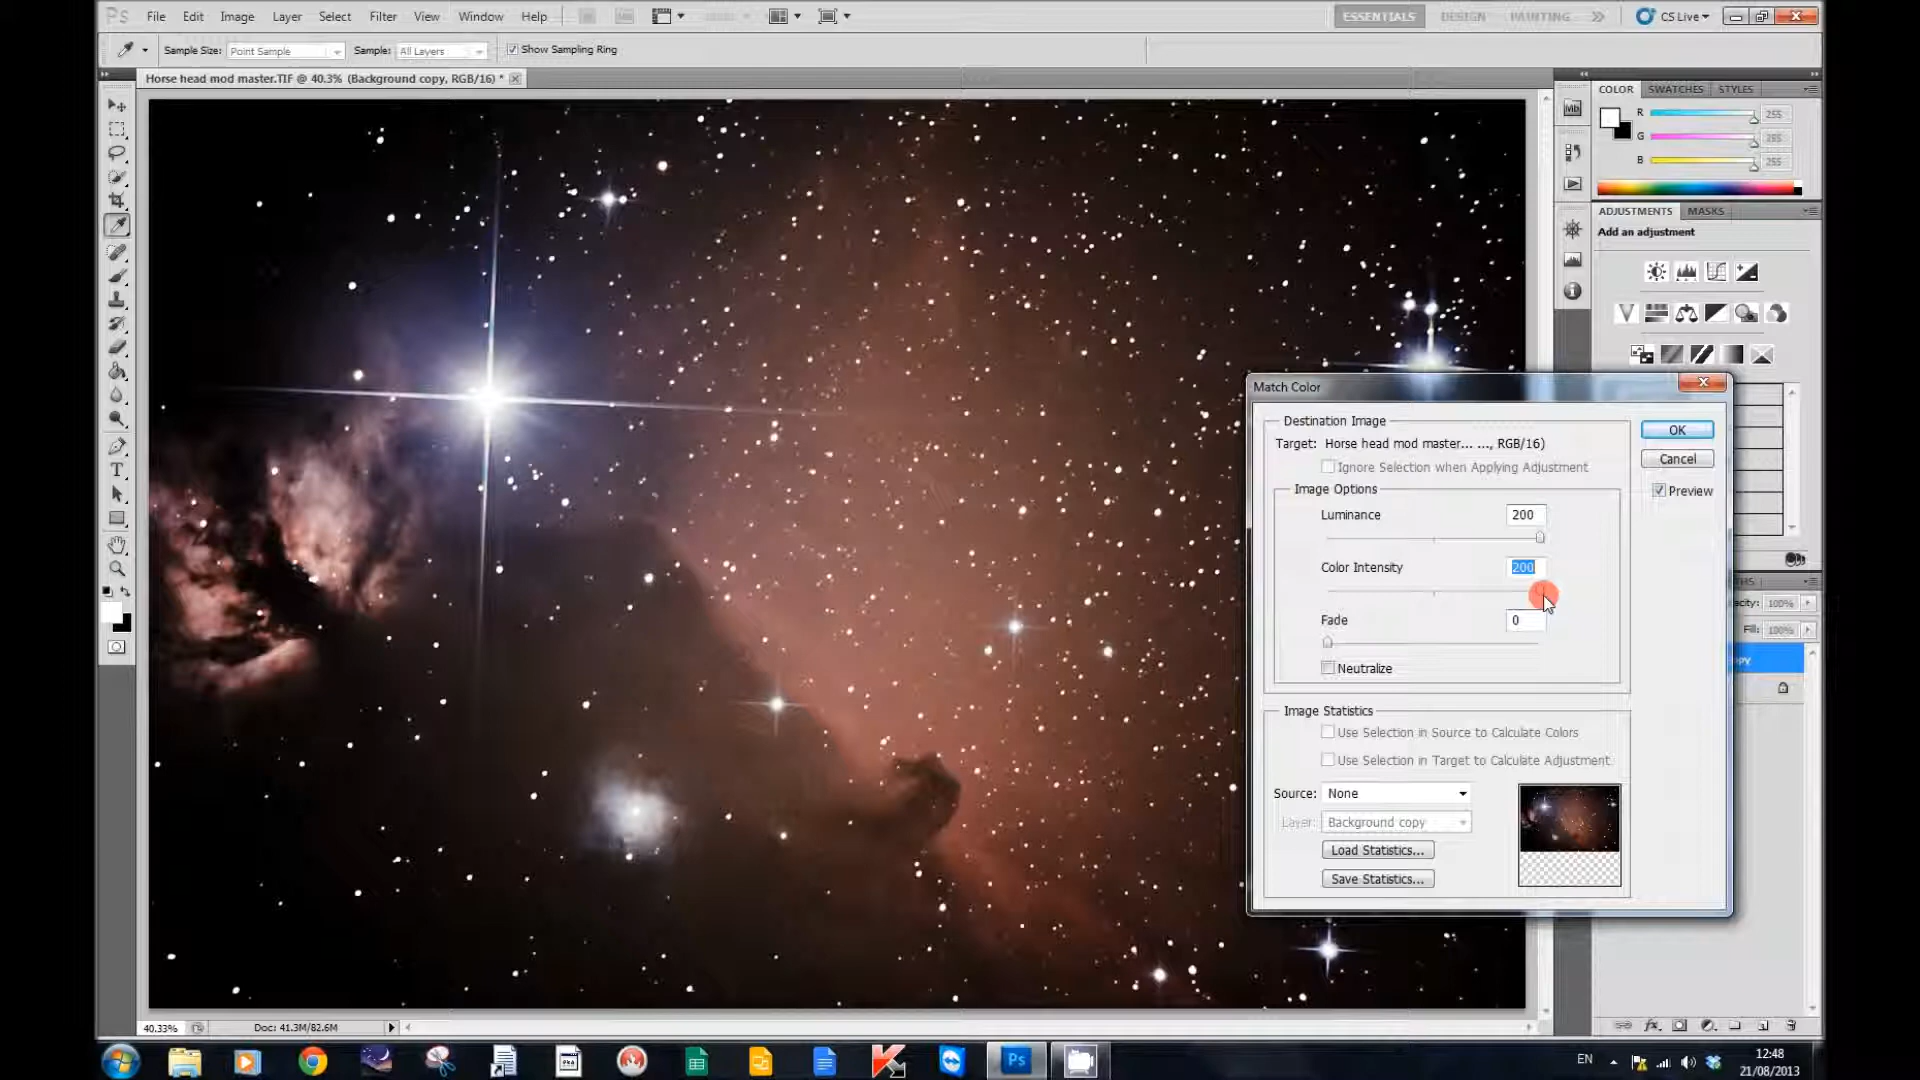 Ps File Edit Image Layer Select Filter View Window Help ESSENTIALS DESIGN PAINTING CS Live
Sample Size: Point Sample Sample: All Layers Show Sampling Ring
Horse head mod master.TIF @ 40.3% (Background copy, RGB/16) *
COLOR SWATCHES STYLES
R 255
G 255
B 255
ADJUSTMENTS MASKS
Add an adjustment
Match Color
Destination Image
Target: Horse head mod master... ..., RGB/16)
Ignore Selection when Applying Adjustment
OK
Cancel
Preview
Image Options
Luminance 200
Color Intensity 200
Fade 0
Neutralize
Image Statistics
Use Selection in Source to Calculate Colors
Use Selection in Target to Calculate Adjustment
Source: None
Layer: Background copy
Load Statistics...
Save Statistics...
THS
acity: 100%
Fill: 100%
opy
40.33% Doc: 41.3M/82.6M
Ps
EN
12:48
21/08/2013